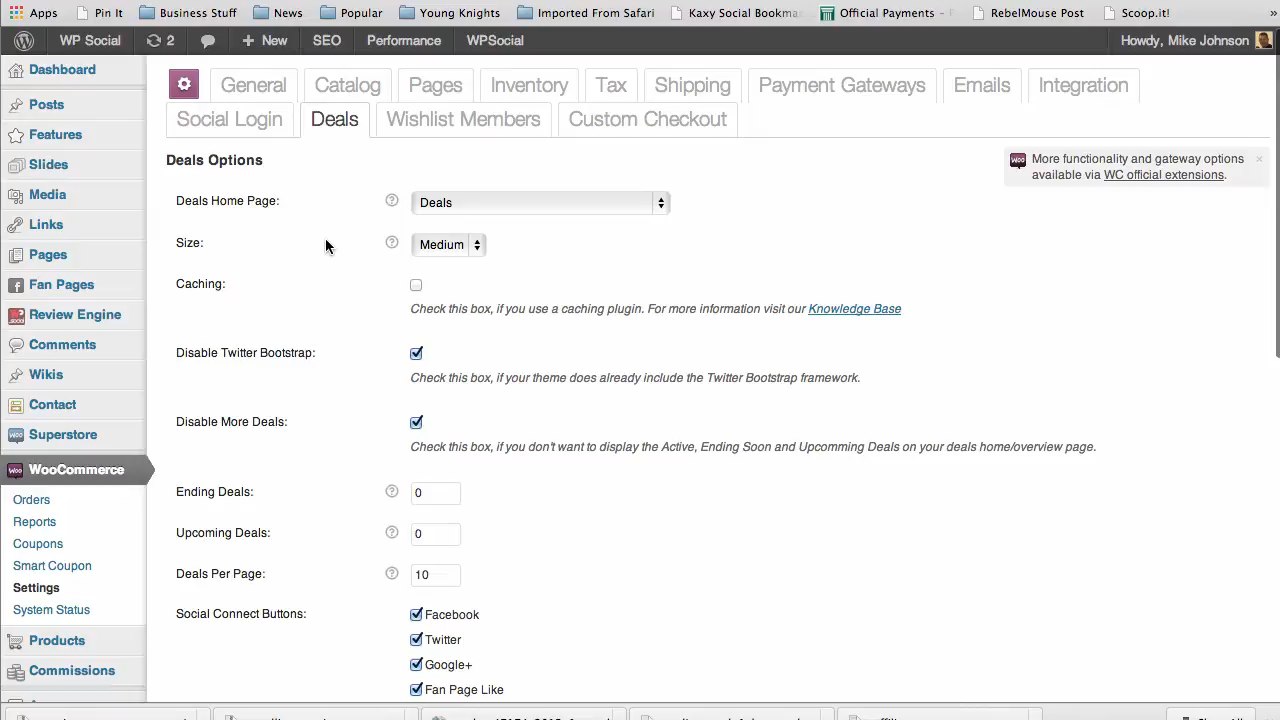 Apps Pin It Business Stuff News Popular Young Knights Imported From Safari Kaxy Social Bookma Official Payments - RebelMouse Post Scoop.it! »
WP Social 2 + New SEO Performance WPSocial Howdy, Mike Johnson
Dashboard
Posts
Features
Slides
Media
Links
Pages
Fan Pages
Review Engine
Comments
Wikis
Contact
Superstore
WooCommerce
Orders
Reports
Coupons
Smart Coupon
Settings
System Status
Products
Commissions
General Catalog Pages Inventory Tax Shipping Payment Gateways Emails Integration
Social Login Deals Wishlist Members Custom Checkout
Deals Options
More functionality and gateway options
available via WC official extensions.
Deals Home Page: ? Deals
Size: ? Medium
Caching:
Check this box, if you use a caching plugin. For more information visit our Knowledge Base
Disable Twitter Bootstrap:
Check this box, if your theme does already include the Twitter Bootstrap framework.
Disable More Deals:
Check this box, if you don't want to display the Active, Ending Soon and Upcomming Deals on your deals home/overview page.
Ending Deals: ? 0
Upcoming Deals: ? 0
Deals Per Page: ? 10
Social Connect Buttons: Facebook
Twitter
Google+
Fan Page Like